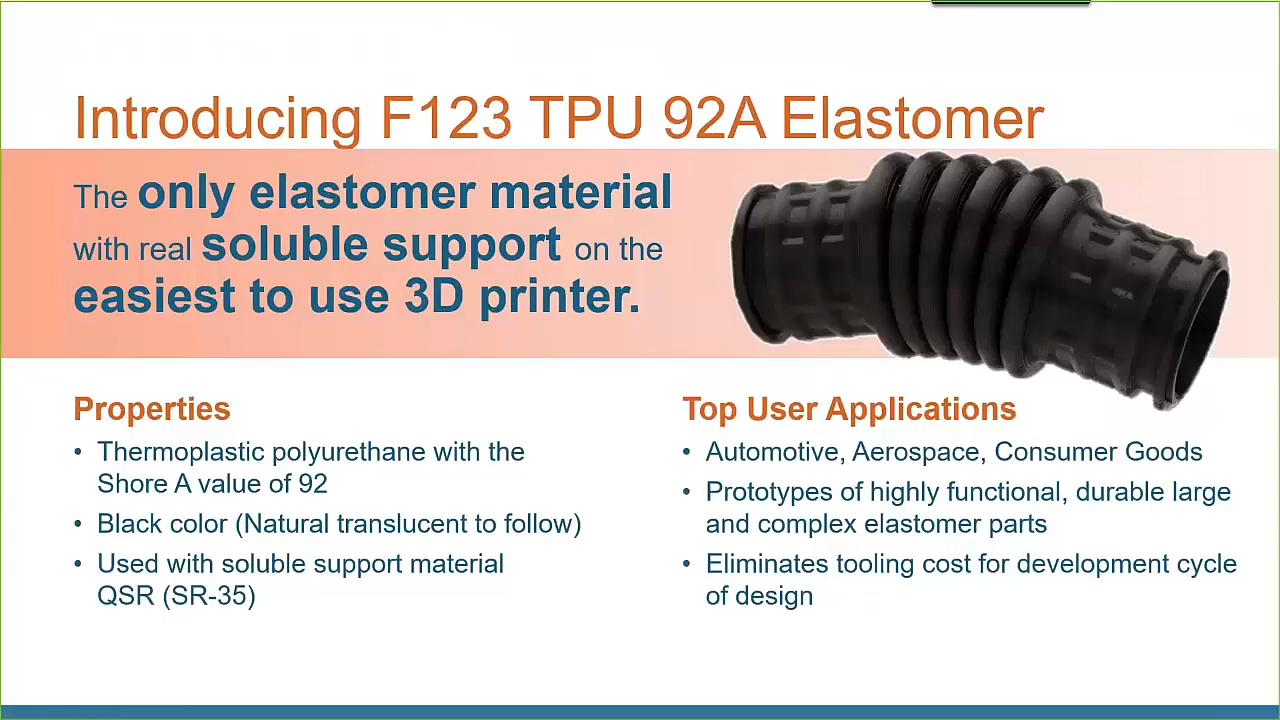 Introducing F123 TPU 92A Elastomer
The only elastomer material
with real soluble support on the
easiest to use 3D printer.
Properties
• Thermoplastic polyurethane with the
Shore A value of 92
• Black color (Natural translucent to follow)
• Used with soluble support material
QSR (SR-35)
Top User Applications
• Automotive, Aerospace, Consumer Goods
• Prototypes of highly functional, durable large
and complex elastomer parts
• Eliminates tooling cost for development cycle
of design